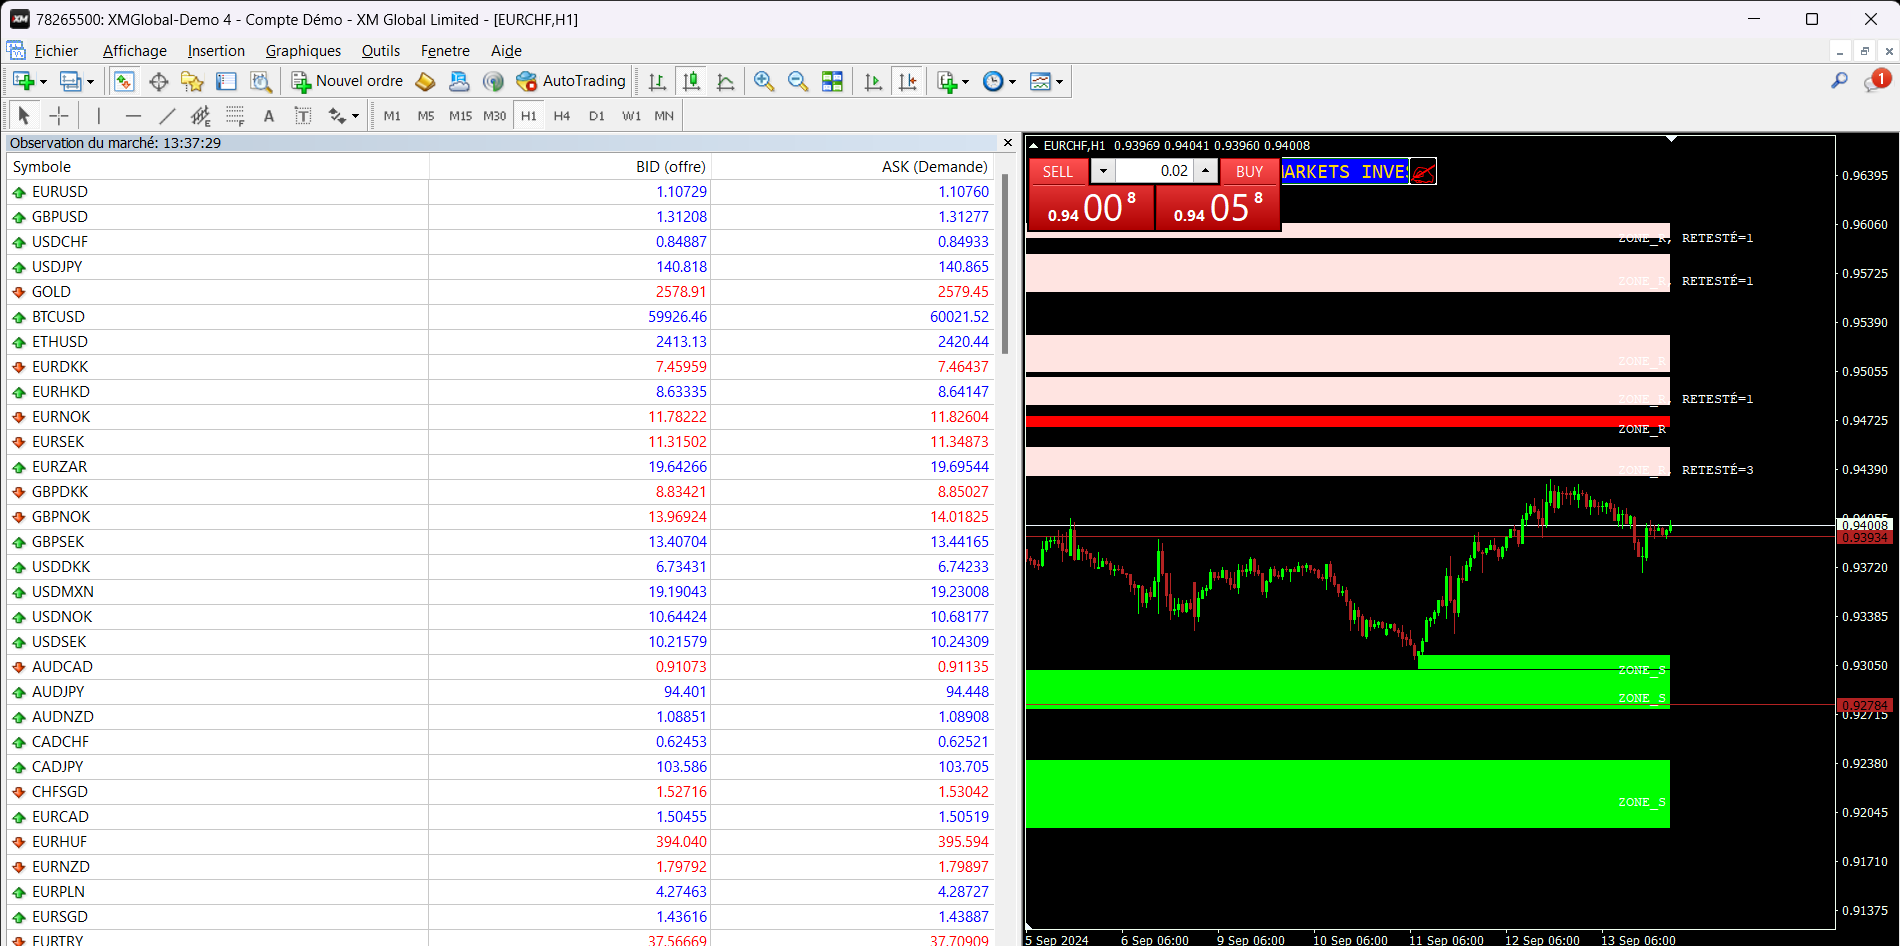 78265500: XMGlobal-Demo 4 - Compte Démo - XM Global Limited - [EURCHF,H1]
Fichier Affichage Insertion Graphiques Outils Fenetre Aide
Nouvel ordre AutoTrading 1
M1 M5 M15 M30 H1 H4 D1 W1 MN
Observation du marché: 13:37:29
Symbole BID (offre) ASK (Demande)
EURUSD 1.10729 1.10760
GBPUSD 1.31208 1.31277
USDCHF 0.84887 0.84933
USDJPY 140.818 140.865
GOLD 2578.91 2579.45
BTCUSD 59926.46 60021.52
ETHUSD 2413.13 2420.44
EURDKK 7.45959 7.46437
EURHKD 8.63335 8.64147
EURNOK 11.78222 11.82604
EURSEK 11.31502 11.34873
EURZAR 19.64266 19.69544
GBPDKK 8.83421 8.85027
GBPNOK 13.96924 14.01825
GBPSEK 13.40704 13.44165
USDDKK 6.73431 6.74233
USDMXN 19.19043 19.23008
USDNOK 10.64424 10.68177
USDSEK 10.21579 10.24309
AUDCAD 0.91073 0.91135
AUDJPY 94.401 94.448
AUDNZD 1.08851 1.08908
CADCHF 0.62453 0.62521
CADJPY 103.586 103.705
CHFSGD 1.52716 1.53042
EURCAD 1.50455 1.50519
EURHUF 394.040 395.594
EURNZD 1.79792 1.79897
EURPLN 4.27463 4.28727
EURSGD 1.43616 1.43887
EURTRY 37.56669 37.70909
EURCHF,H1 0.93969 0.94041 0.93960 0.94008
SELL 0.02 BUY
MARKETS INVES
0.94 00 8 0.94 05 8
ZONE_R, RETESTÉ=1
ZONE_R, RETESTÉ=1
ZONE_R
ZONE_R, RETESTÉ=1
ZONE_R
ZONE_R, RETESTÉ=3
ZONE_S
ZONE_S
ZONE_S
0.96395
0.96060
0.95725
0.95390
0.95055
0.94725
0.94390
0.94055
0.94008
0.93934
0.93720
0.93385
0.93050
0.92784
0.92715
0.92380
0.92045
0.91710
0.91375
5 Sep 2024 6 Sep 06:00 9 Sep 06:00 10 Sep 06:00 11 Sep 06:00 12 Sep 06:00 13 Sep 06:00